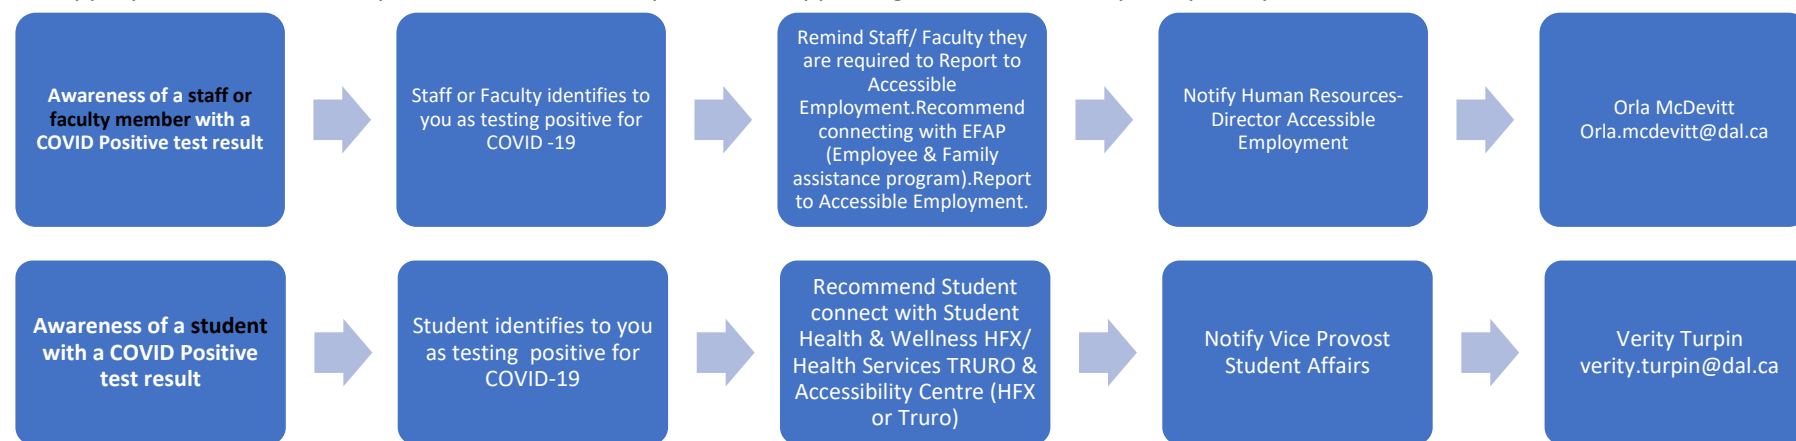 Awareness of a staff or
faculty member with a
COVID Positive test result
Staff or Faculty identifies to
you as testing positive for
COVID -19
Remind Staff/ Faculty they
are required to Report to
Accessible
Employment.Recommend
connecting with EFAP
(Employee & Family
assistance program).Report
to Accessible Employment.
Notify Human Resources-
Director Accessible
Employment
Orla McDevitt
Orla.mcdevitt@dal.ca
Awareness of a student
with a COVID Positive
test result
Student identifies to you
as testing  positive for
COVID-19
Recommend Student
connect with Student
Health & Wellness HFX/
Health Services TRURO &
Accessibility Centre (HFX
or Truro)
Notify Vice Provost
Student Affairs
Verity Turpin
verity.turpin@dal.ca